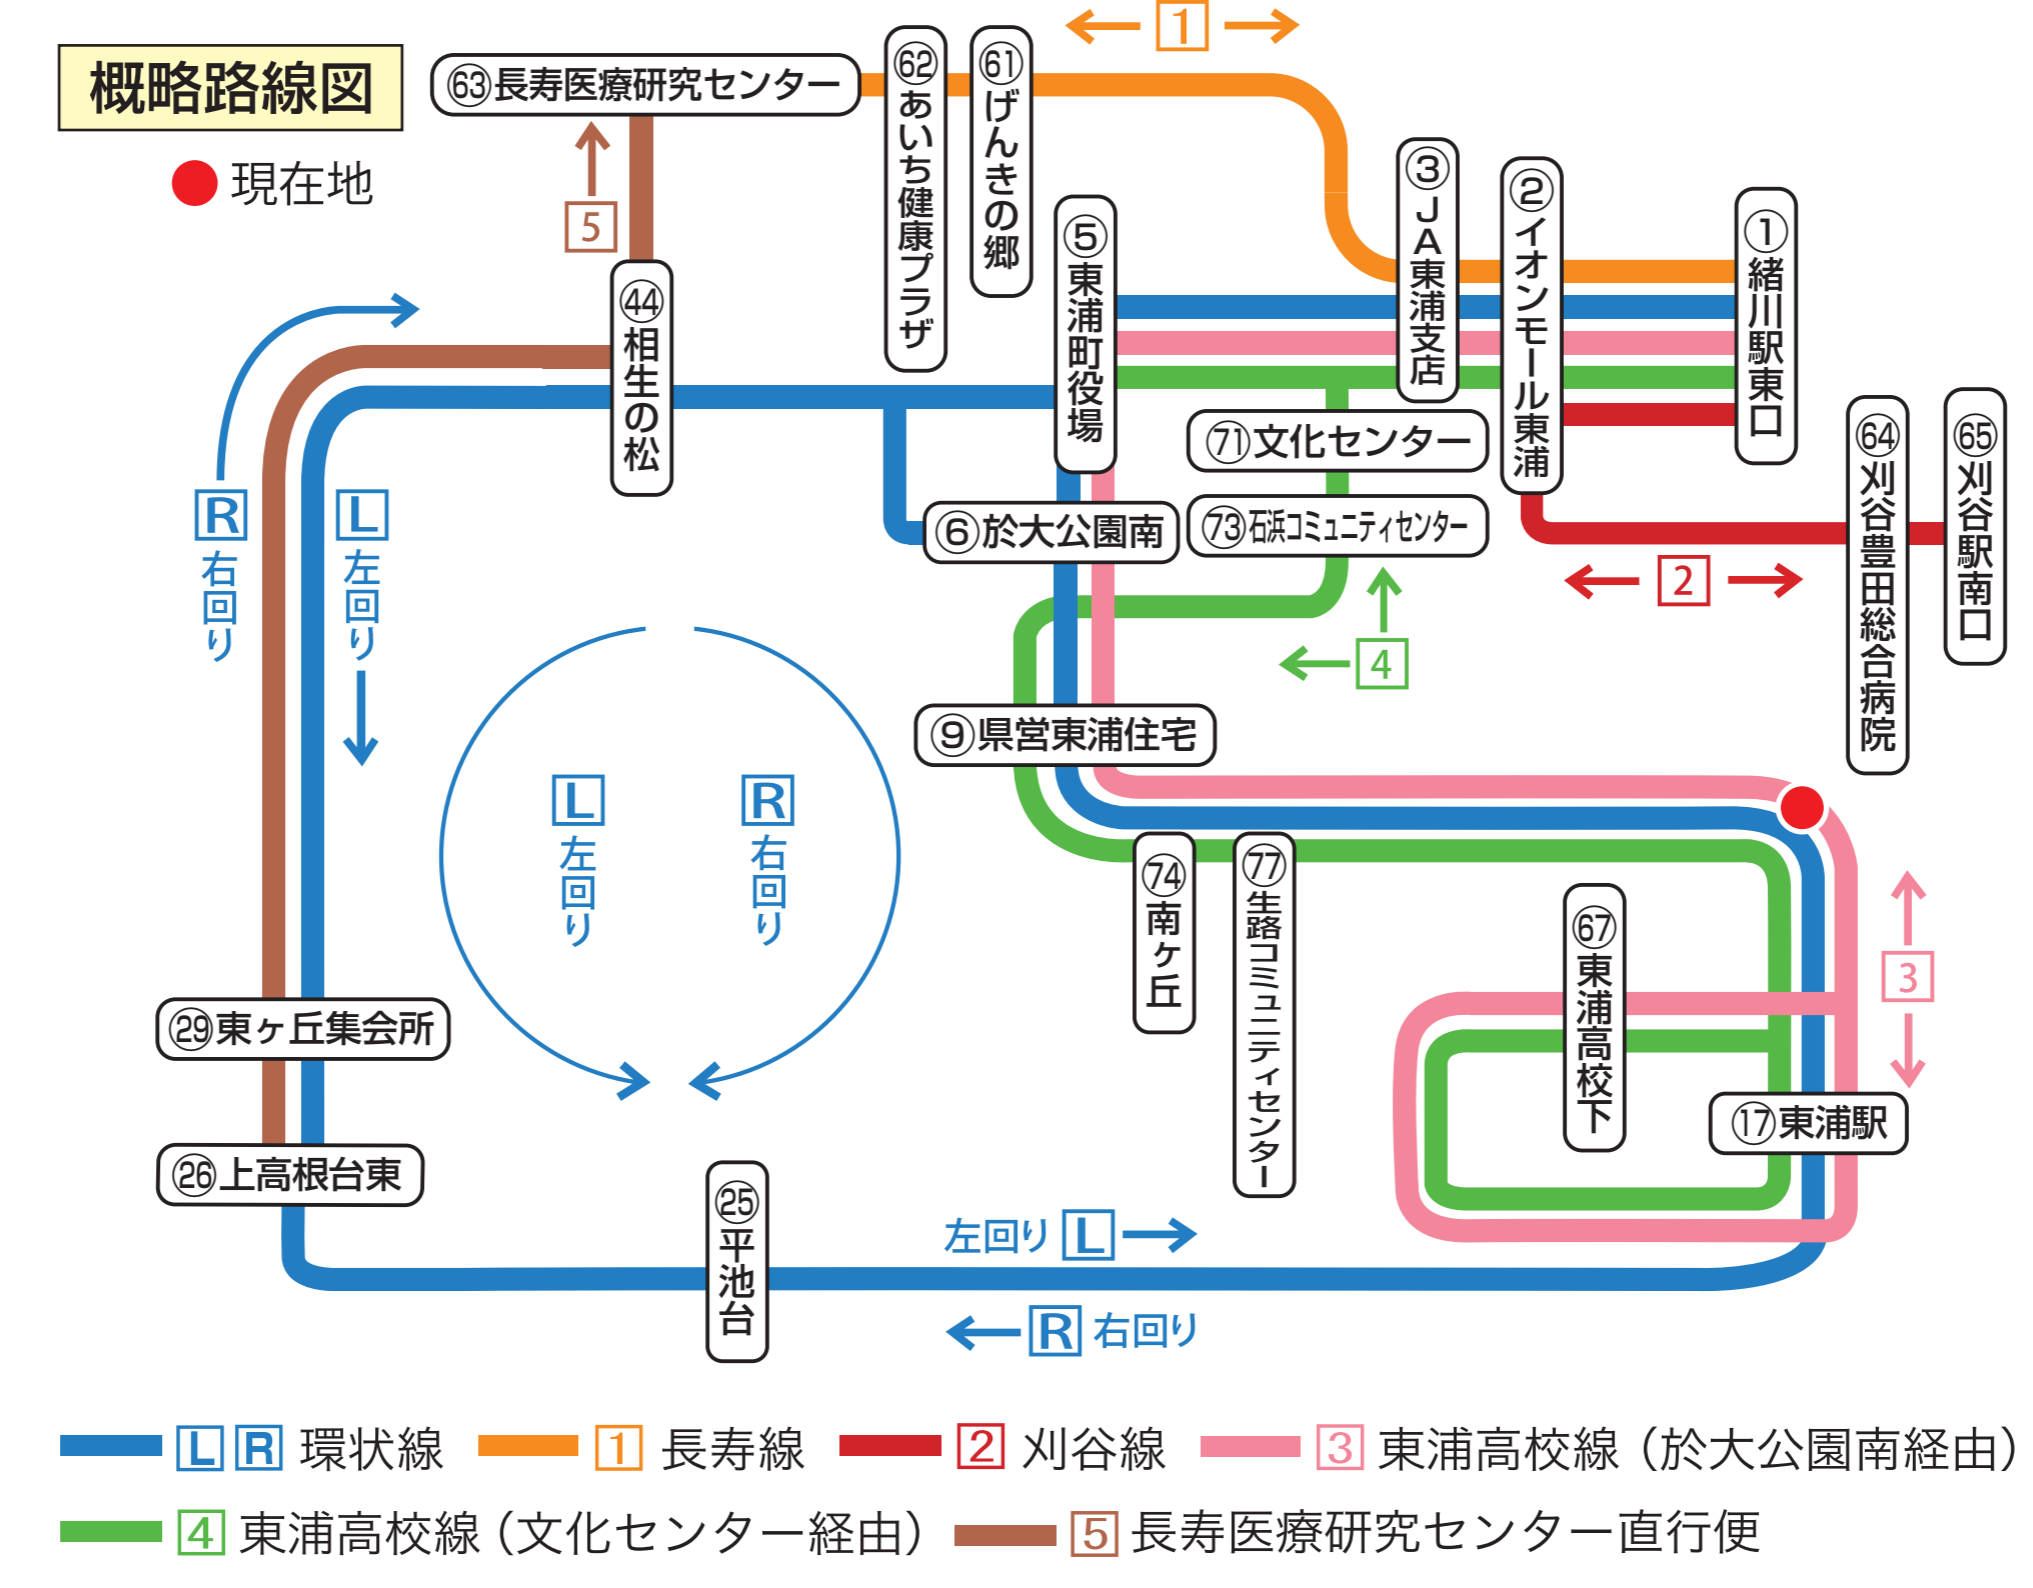 概略路線図
現在地
1
㊿+13長寿医療研究センター
62あいち健康プラザ
61げんきの郷
③JA東浦支店
②イオンモール東浦
①緒川駅東口
⑤東浦町役場
5
㊹相生の松
71文化センター
73石浜コミュニティセンター
⑥於大公園南
64刈谷豊田総合病院
65刈谷駅南口
2
4
R右回り
L左回り
⑨県営東浦住宅
L左回り
R右回り
74南ヶ丘
77生路コミュニティセンター
67東浦高校下
3
⑰東浦駅
㉙東ヶ丘集会所
㉖上高根台東
㉕平池台
左回りL
R右回り
L R 環状線 1 長寿線 2 刈谷線 3 東浦高校線（於大公園南経由）
4 東浦高校線（文化センター経由） 5 長寿医療研究センター直行便